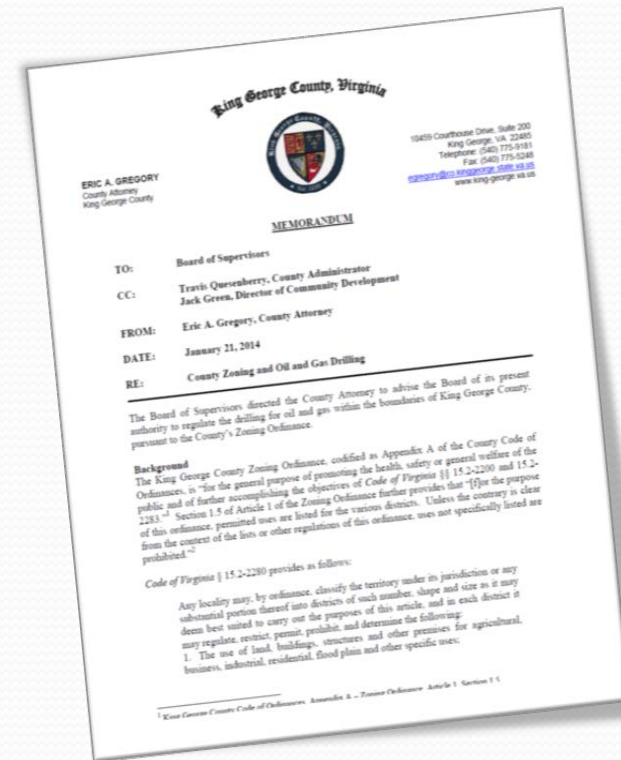 King George County, Virginia
ERIC A. GREGORY
County Attorney
King George County
10459 Courthouse Drive, Suite 200
King George, VA 22485
Telephone: (540) 775-9181
Fax: (540) 775-5248
egregory@co.kinggeorge.state.va.us
www.king-george.va.us
MEMORANDUM
TO: Board of Supervisors
CC: Travis Quesenberry, County Administrator
Jack Green, Director of Community Development
FROM: Eric A. Gregory, County Attorney
DATE: January 21, 2014
RE: County Zoning and Oil and Gas Drilling
The Board of Supervisors directed the County Attorney to advise the Board of its present
authority to regulate the drilling for oil and gas within the boundaries of King George County,
pursuant to the County's Zoning Ordinance.
Background
The King George County Zoning Ordinance, codified as Appendix A of the County Code of
Ordinances, is "for the general purpose of promoting the health, safety or general welfare of the
public and of further accomplishing the objectives of Code of Virginia §§ 15.2-2200 and 15.2-
2283."1 Section 1.5 of Article 1 of the Zoning Ordinance further provides that "[f]or the purpose
of this ordinance, permitted uses are listed for the various districts. Unless the contrary is clear
from the context of the lists or other regulations of this ordinance, uses not specifically listed are
prohibited."2
Code of Virginia § 15.2-2280 provides as follows:
Any locality may, by ordinance, classify the territory under its jurisdiction or any
substantial portion thereof into districts of such number, shape and size as it may
deem best suited to carry out the purposes of this article, and in each district it
may regulate, restrict, permit, prohibit, and determine the following:
1. The use of land, buildings, structures and other premises for agricultural,
business, industrial, residential, flood plain and other specific uses;
1 King George County Code of Ordinances, Appendix A – Zoning Ordinance, Article 1, Section 1.5